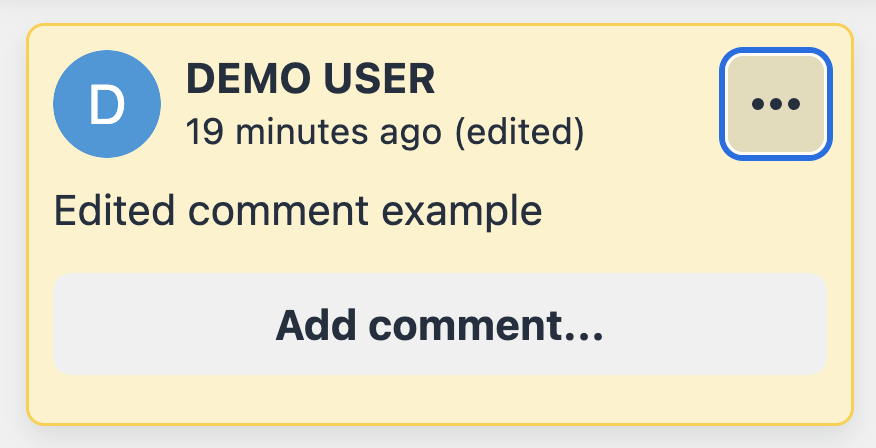 D
DEMO USER
19 minutes ago (edited)
Edited comment example
Add comment...